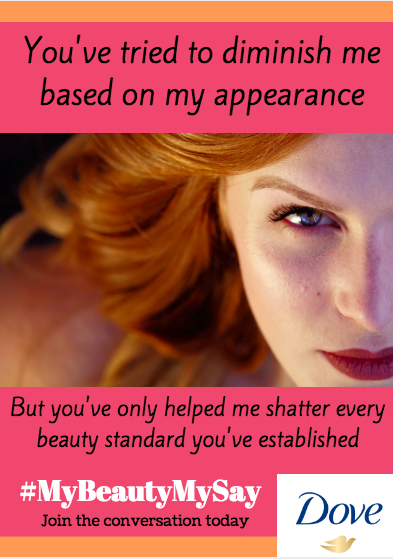 You've tried to diminish me
based on my appearance
But you've only helped me shatter every
beauty standard you've established
#MyBeautyMySay
Join the conversation today
Dove